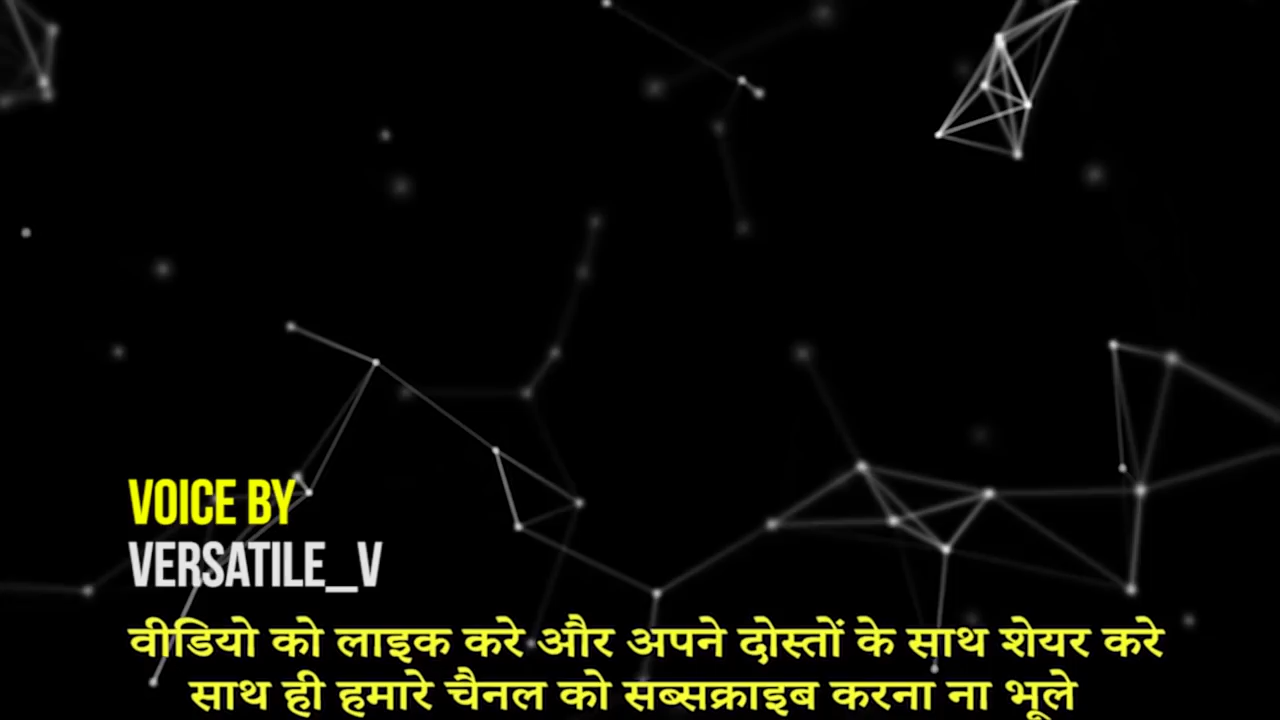 VOICE BY
VERSATILE_V
वीडियो को लाइक करे और अपने दोस्तों के साथ शेयर करे
साथ ही हमारे चैनल को सब्सक्राइब करना ना भूले